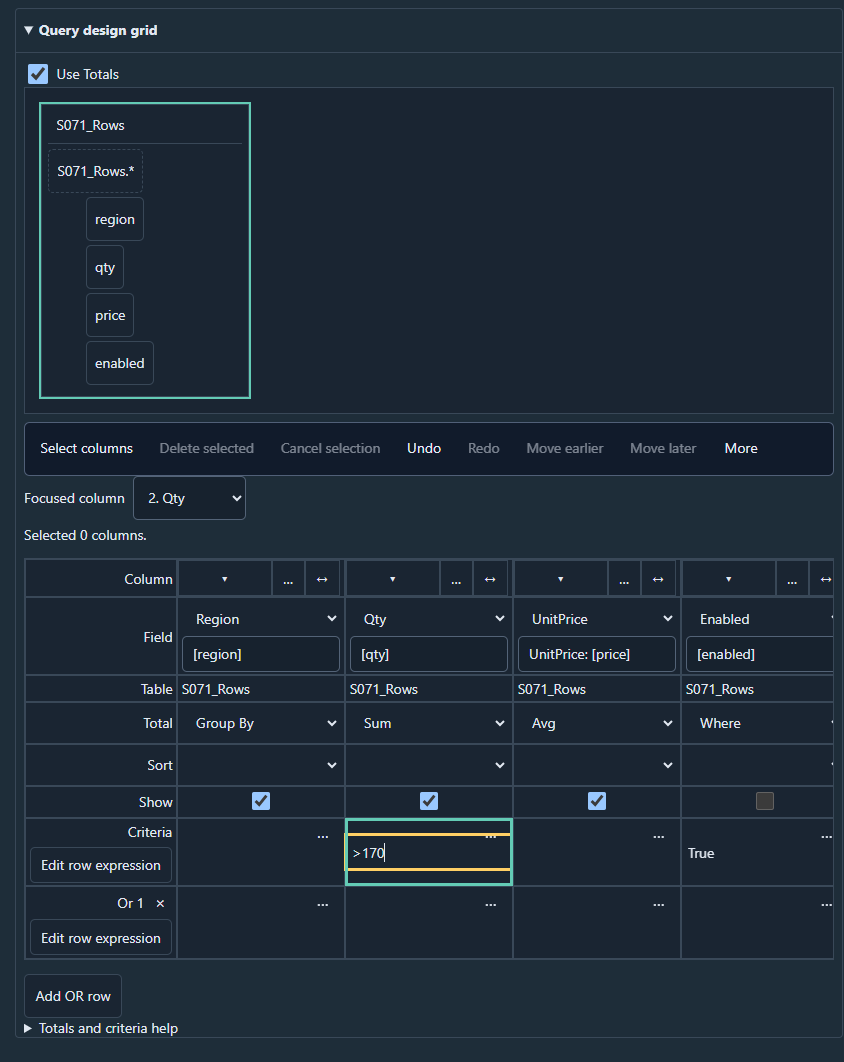 ▼ Query design grid
Use Totals
S071_Rows
S071_Rows.*
region
qty
price
enabled
Select columns Delete selected Cancel selection Undo Redo Move earlier Move later More
Focused column 2. Qty
Selected 0 columns.
Column ▾ ... ↔ ▾ ... ↔ ▾ ... ↔ ▾ ... ↔
Field Region Qty UnitPrice Enabled
[region] [qty] UnitPrice: [price] [enabled]
Table S071_Rows S071_Rows S071_Rows S071_Rows
Total Group By Sum Avg Where
Sort
Show
Criteria ... ... ... ...
Edit row expression >170 True
Or 1 × ... ... ... ...
Edit row expression
Add OR row
▶ Totals and criteria help